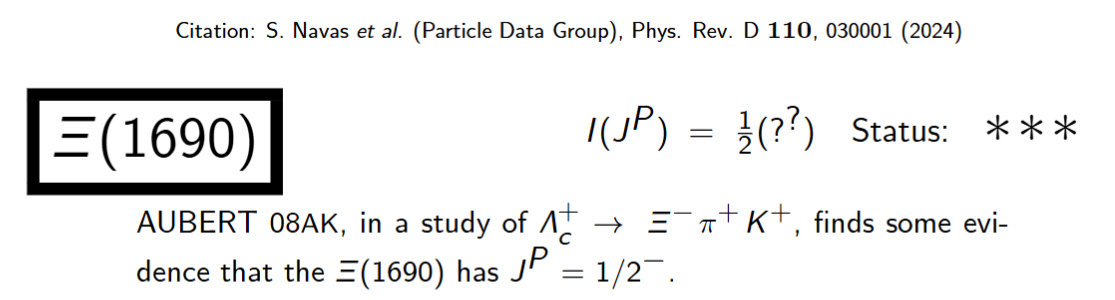 Citation: S. Navas et al. (Particle Data Group), Phys. Rev. D 110, 030001 (2024)
Ξ(1690) I(J^P) = 1/2(?^?) Status: ∗∗∗
AUBERT 08AK, in a study of Λ_c^+ → Ξ^− π^+ K^+, finds some evi-
dence that the Ξ(1690) has J^P = 1/2^−.